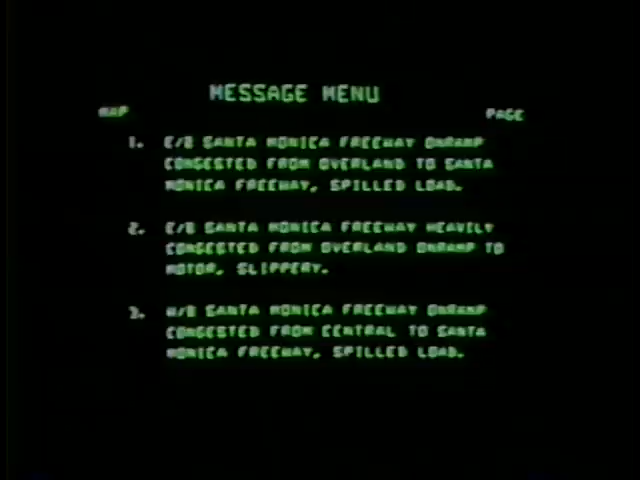 MESSAGE MENU
MAP
PAGE
1. E/B SANTA MONICA FREEWAY ONRAMP
CONGESTED FROM OVERLAND TO SANTA
MONICA FREEWAY, SPILLED LOAD.
2. E/B SANTA MONICA FREEWAY HEAVILY
CONGESTED FROM OVERLAND ONRAMP TO
MOTOR, SLIPPERY.
3. W/B SANTA MONICA FREEWAY ONRAMP
CONGESTED FROM CENTRAL TO SANTA
MONICA FREEWAY, SPILLED LOAD.